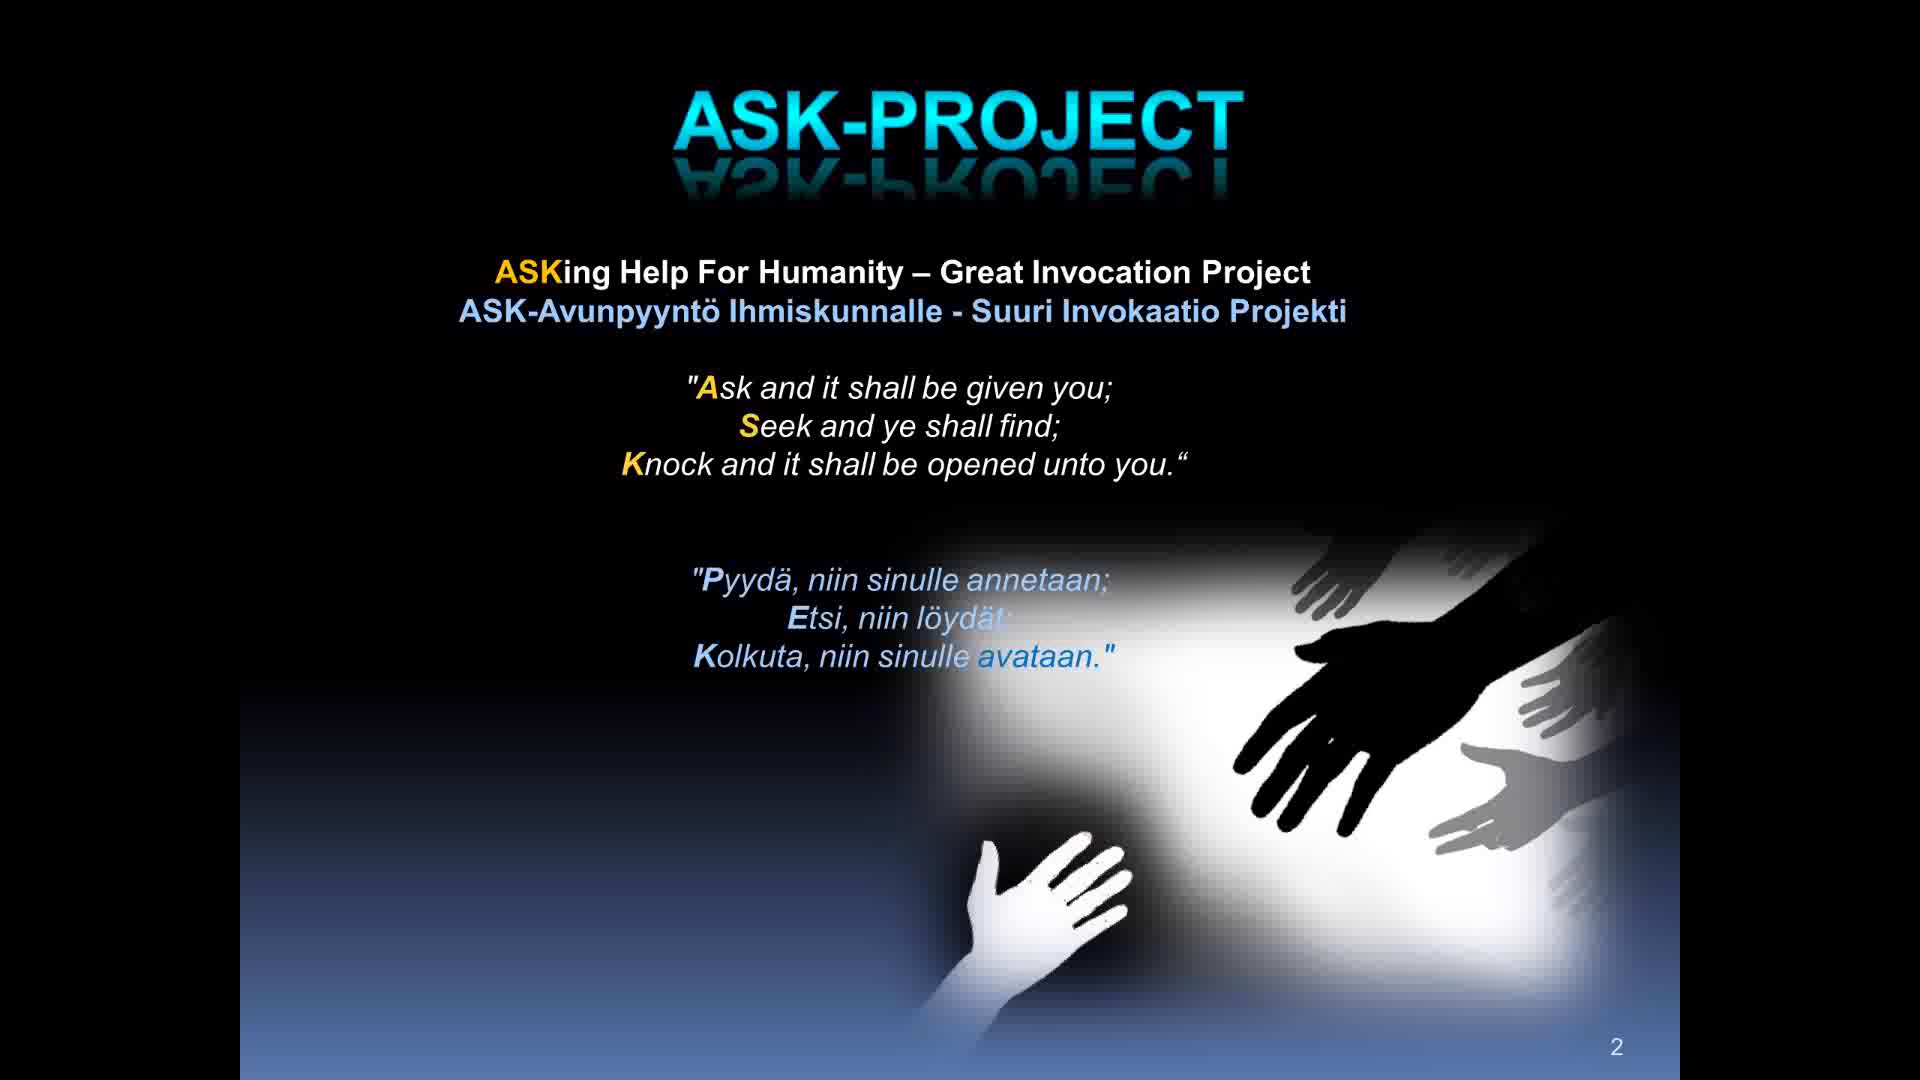 ASK-PROJECT
ASKing Help For Humanity – Great Invocation Project
ASK-Avunpyyntö Ihmiskunnalle - Suuri Invokaatio Projekti
"Ask and it shall be given you;
Seek and ye shall find;
Knock and it shall be opened unto you.“
"Pyydä, niin sinulle annetaan;
Etsi, niin löydät;
Kolkuta, niin sinulle avataan."
2